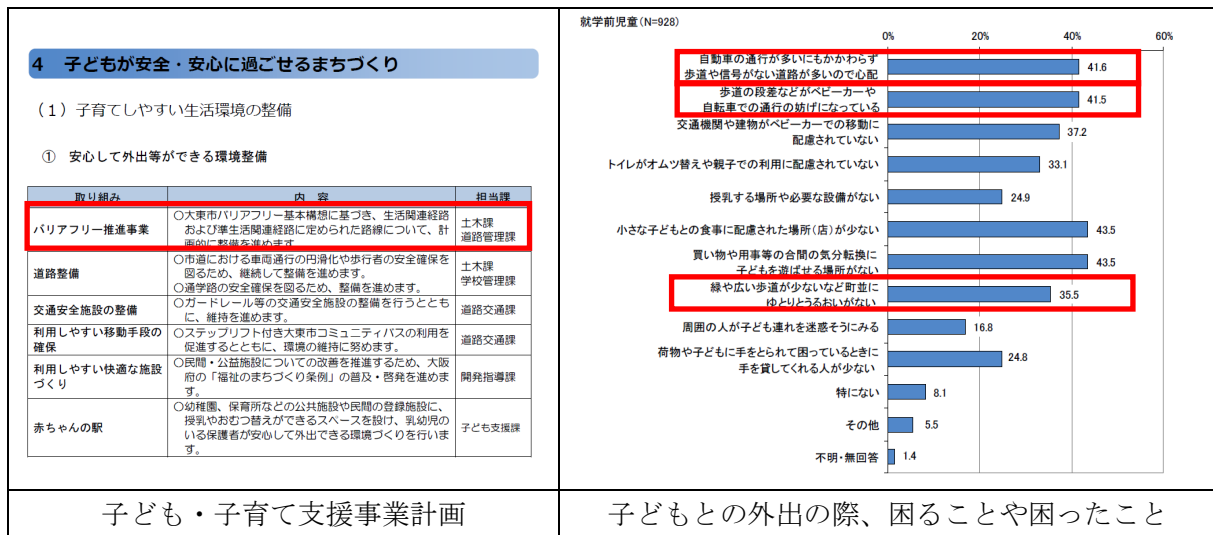 4　子どもが安全・安心に過ごせるまちづくり
（１）子育てしやすい生活環境の整備
①　安心して外出等ができる環境整備
取り組み　内　容　担当課
バリアフリー推進事業
○大東市バリアフリー基本構想に基づき、生活関連経路
および準生活関連経路に定められた路線について、計
画的に整備を進めます。
土木課
道路管理課
道路整備
○市道における車両通行の円滑化や歩行者の安全確保を
図るため、継続して整備を進めます。
○通学路の安全確保を図るため、整備を進めます。
土木課
学校管理課
交通安全施設の整備
○ガードレール等の交通安全施設の整備を行うととも
に、維持を進めます。
道路交通課
利用しやすい移動手段の
確保
○ステップリフト付き大東市コミュニティバスの利用を
促進するとともに、環境の維持に努めます。
道路交通課
利用しやすい快適な施設
づくり
○民間・公益施設についての改善を推進するため、大阪
府の「福祉のまちづくり条例」の普及・啓発を進めま
す。
開発指導課
赤ちゃんの駅
○幼稚園、保育所などの公共施設や民間の登録施設に、
授乳やおむつ替えができるスペースを設け、乳幼児の
いる保護者が安心して外出できる環境づくりを行いま
す。
子ども支援課
子ども・子育て支援事業計画
就学前児童(N=928)
0%　20%　40%　60%
自動車の通行が多いにもかかわらず
歩道や信号がない道路が多いので心配
41.6
歩道の段差などがベビーカーや
自転車での通行の妨げになっている
41.5
交通機関や建物がベビーカーでの移動に
配慮されていない
37.2
トイレがオムツ替えや親子での利用に配慮されていない
33.1
授乳する場所や必要な設備がない
24.9
小さな子どもとの食事に配慮された場所（店）が少ない
43.5
買い物や用事等の合間の気分転換に
子どもを遊ばせる場所がない
43.5
緑や広い歩道が少ないなど町並に
ゆとりとうるおいがない
35.5
周囲の人が子ども連れを迷惑そうにみる
16.8
荷物や子どもに手をとられて困っているときに
手を貸してくれる人が少ない
24.8
特にない
8.1
その他
5.5
不明・無回答
1.4
子どもとの外出の際、困ることや困ったこと